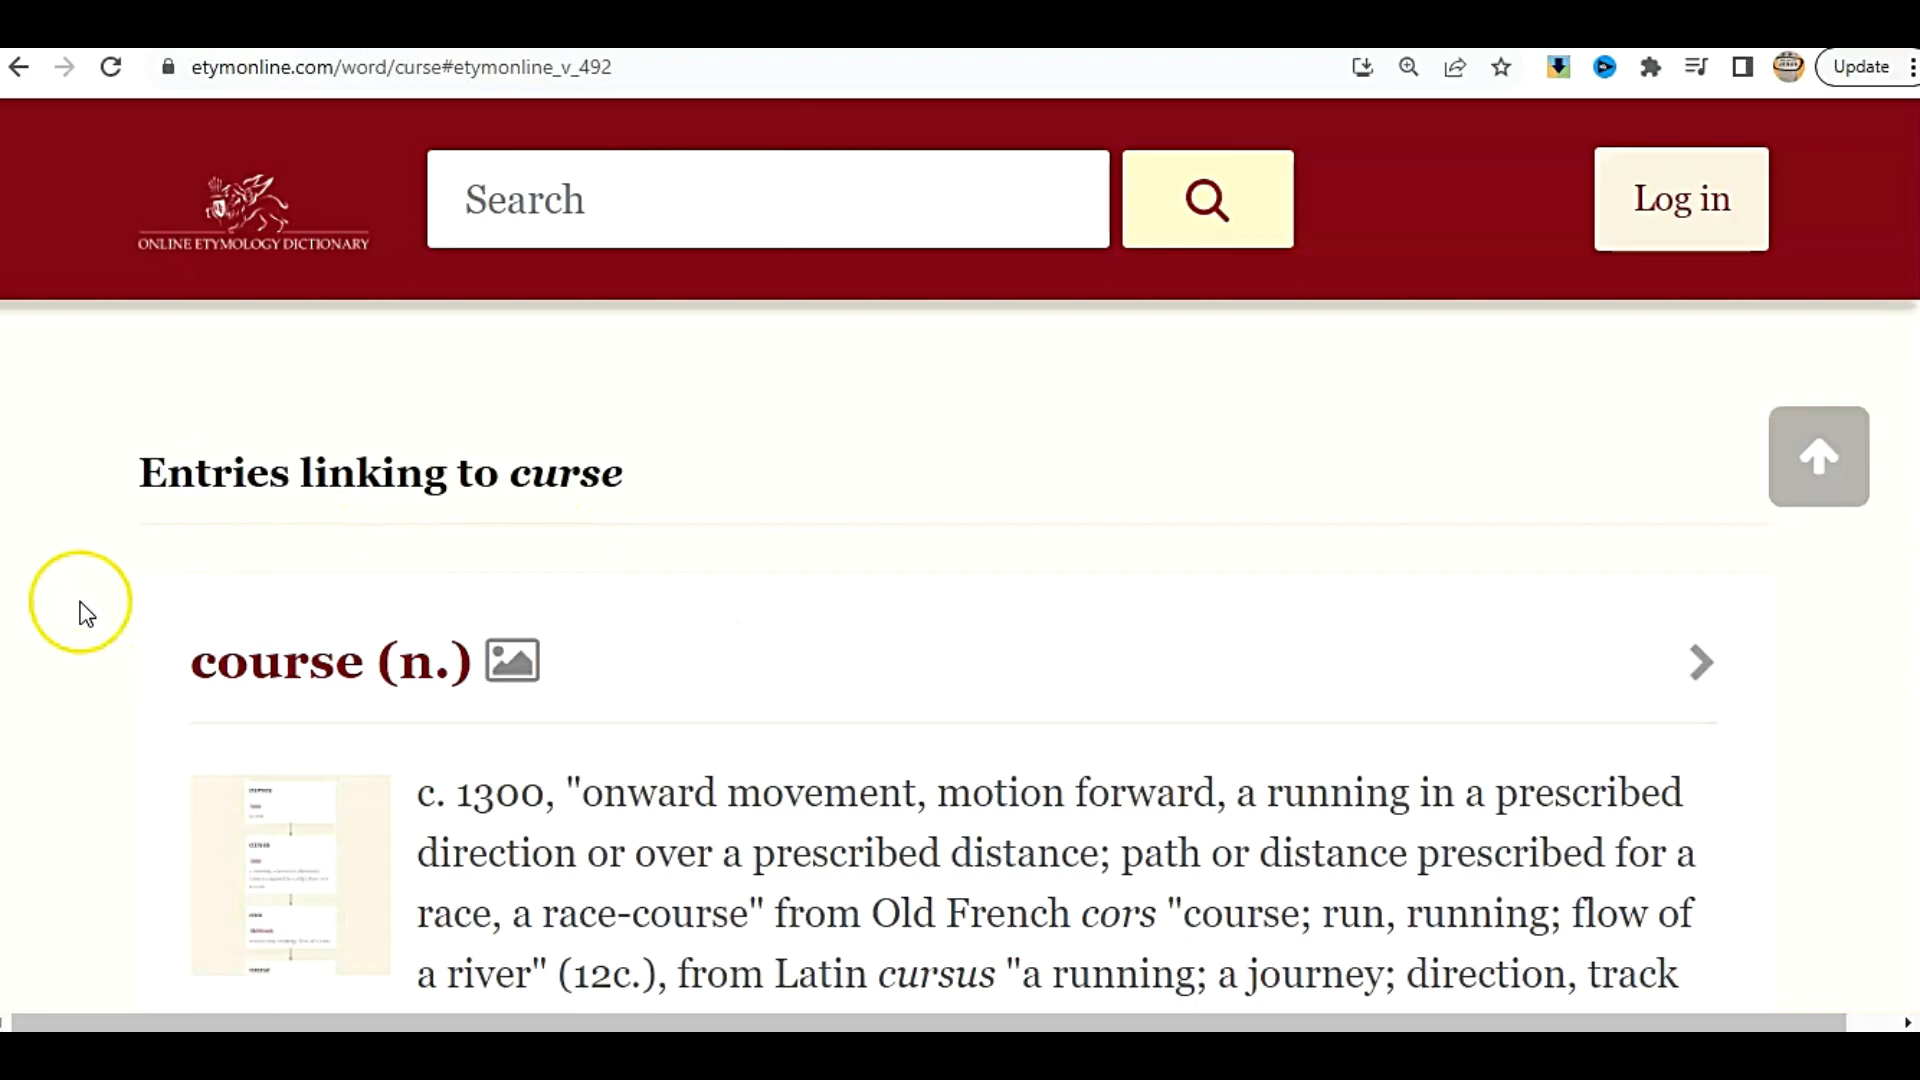 etymonline.com/word/curse#etymonline_v_492
Update
ONLINE ETYMOLOGY DICTIONARY
Search
Log in
Entries linking to curse
course (n.)
c. 1300, "onward movement, motion forward, a running in a prescribed
direction or over a prescribed distance; path or distance prescribed for a
race, a race-course" from Old French cors "course; run, running; flow of
a river" (12c.), from Latin cursus "a running; a journey; direction, track